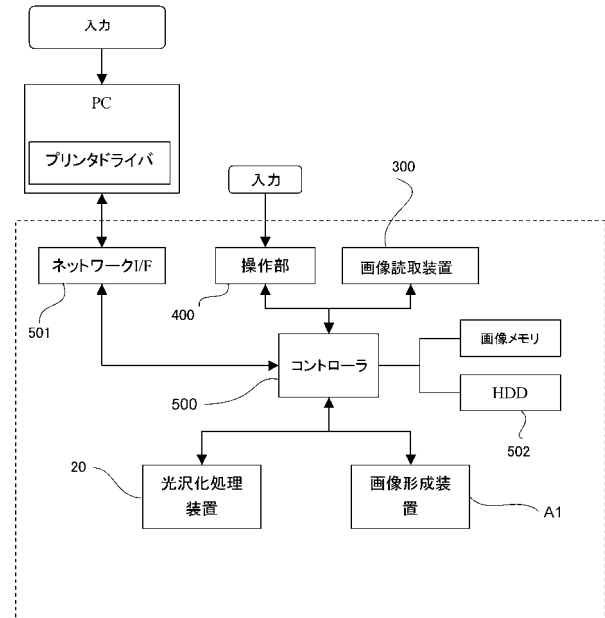 入力
PC
プリンタドライバ
入力
300
ネットワークI/F
操作部
画像読取装置
501
400
画像メモリ
コントローラ
500
HDD
502
20
光沢化処理
装置
画像形成装
置
A1